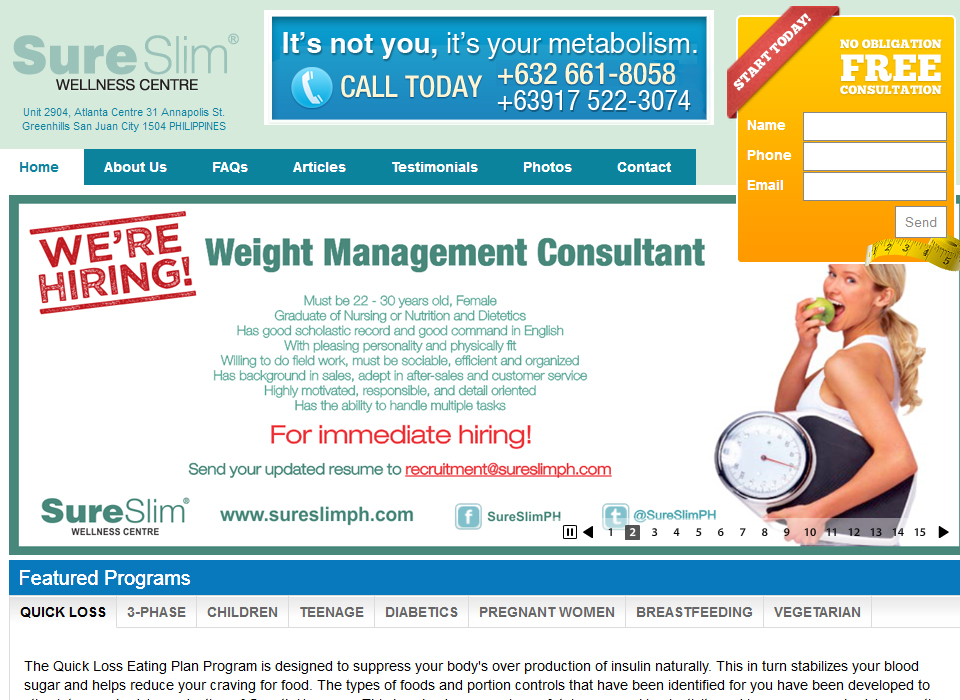 SureSlim®
WELLNESS CENTRE
Unit 2904, Atlanta Centre 31 Annapolis St.
Greenhills San Juan City 1504 PHILIPPINES
It's not you, it's your metabolism.
CALL TODAY +632 661-8058
+63917 522-3074
START TODAY!
NO OBLIGATION
FREE
CONSULTATION
Name
Phone
Email
Send
2 3 4 5
Home About Us FAQs Articles Testimonials Photos Contact
WE'RE
HIRING!
Weight Management Consultant
Must be 22 - 30 years old, Female
Graduate of Nursing or Nutrition and Dietetics
Has good scholastic record and good command in English
With pleasing personality and physically fit
Willing to do field work, must be sociable, efficient and organized
Has background in sales, adept in after-sales and customer service
Highly motivated, responsible, and detail oriented
Has the ability to handle multiple tasks
For immediate hiring!
Send your updated resume to recruitment@sureslimph.com
SureSlim®
WELLNESS CENTRE
www.sureslimph.com
f SureSlimPH
t @SureSlimPH
1 2 3 4 5 6 7 8 9 10 11 12 13 14 15
Featured Programs
QUICK LOSS 3-PHASE CHILDREN TEENAGE DIABETICS PREGNANT WOMEN BREASTFEEDING VEGETARIAN
The Quick Loss Eating Plan Program is designed to suppress your body's over production of insulin naturally. This in turn stabilizes your blood
sugar and helps reduce your craving for food. The types of foods and portion controls that have been identified for you have been developed to